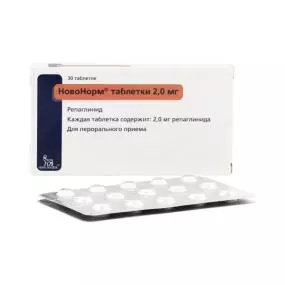 30 таблеток
НовоНорм® таблетки 2,0 мг
Репаглинид
Каждая таблетка содержит: 2,0 мг репаглинида
Для перорального приема